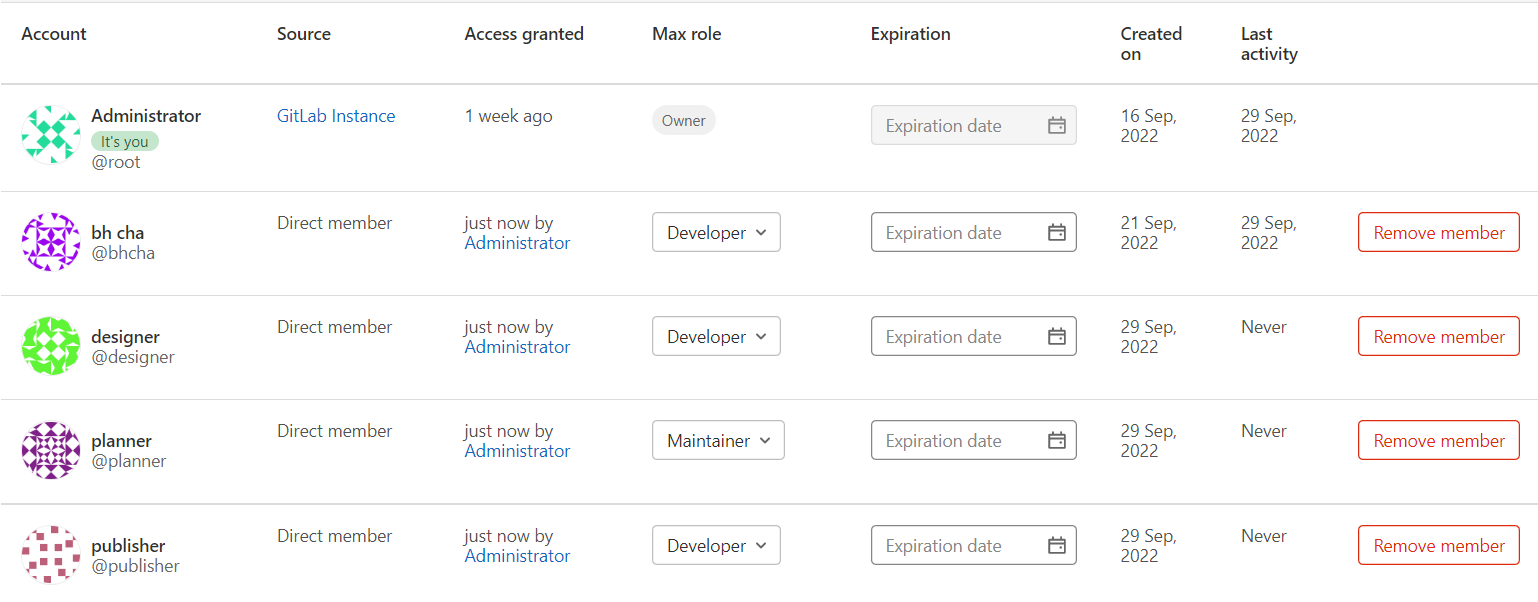 Account Source Access granted Max role Expiration Created on Last activity
Administrator
It's you
@root
GitLab Instance
1 week ago
Owner
Expiration date
16 Sep,
2022
29 Sep,
2022
bh cha
@bhcha
Direct member
just now by
Administrator
Developer
Expiration date
21 Sep,
2022
29 Sep,
2022
Remove member
designer
@designer
Direct member
just now by
Administrator
Developer
Expiration date
29 Sep,
2022
Never
Remove member
planner
@planner
Direct member
just now by
Administrator
Maintainer
Expiration date
29 Sep,
2022
Never
Remove member
publisher
@publisher
Direct member
just now by
Administrator
Developer
Expiration date
29 Sep,
2022
Never
Remove member